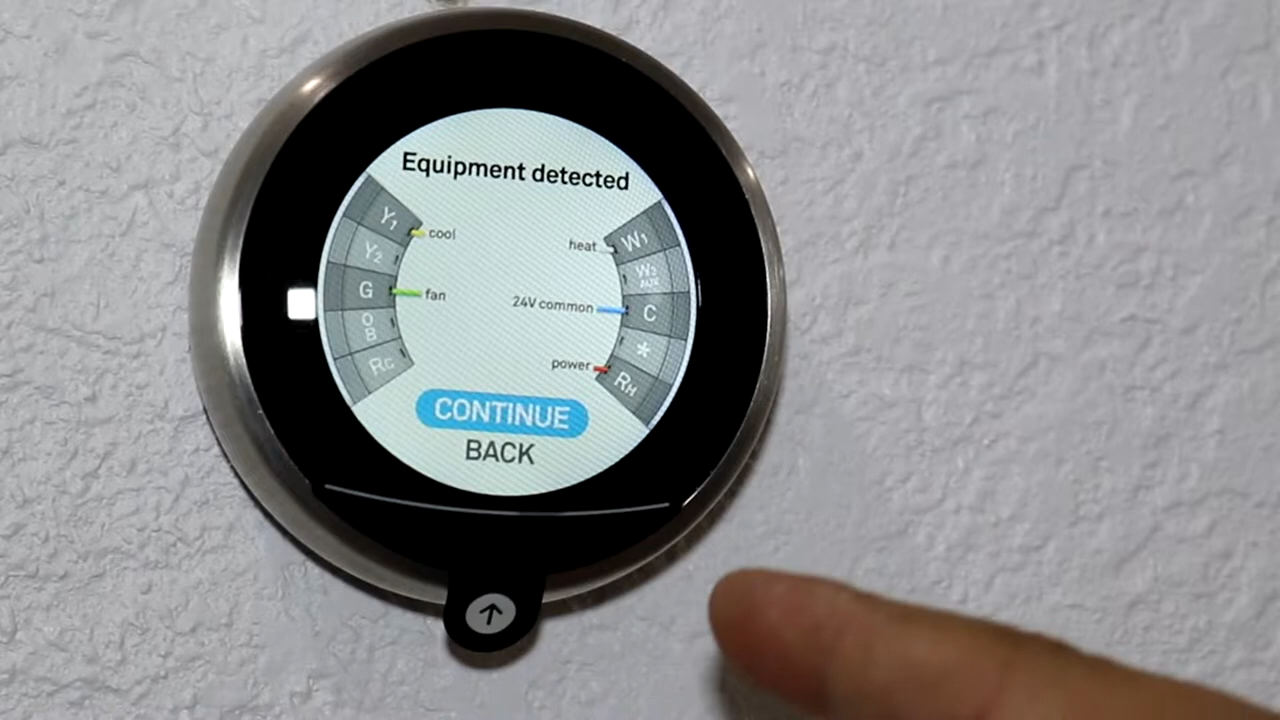 Equipment detected
Y1
cool
Y2
G
fan
O
B
RC
heat
W1
W2
AUX
24V common
C
*
power
RH
CONTINUE
BACK